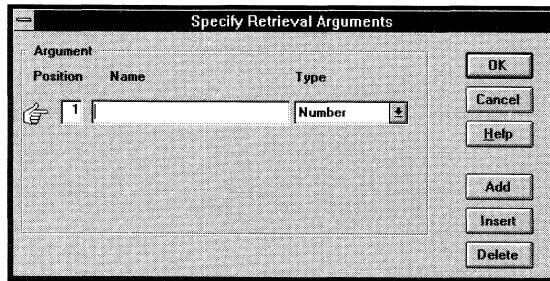 Specify Retrieval Arguments
Argument
Position Name Type
1 Number
OK
Cancel
Help
Add
Insert
Delete